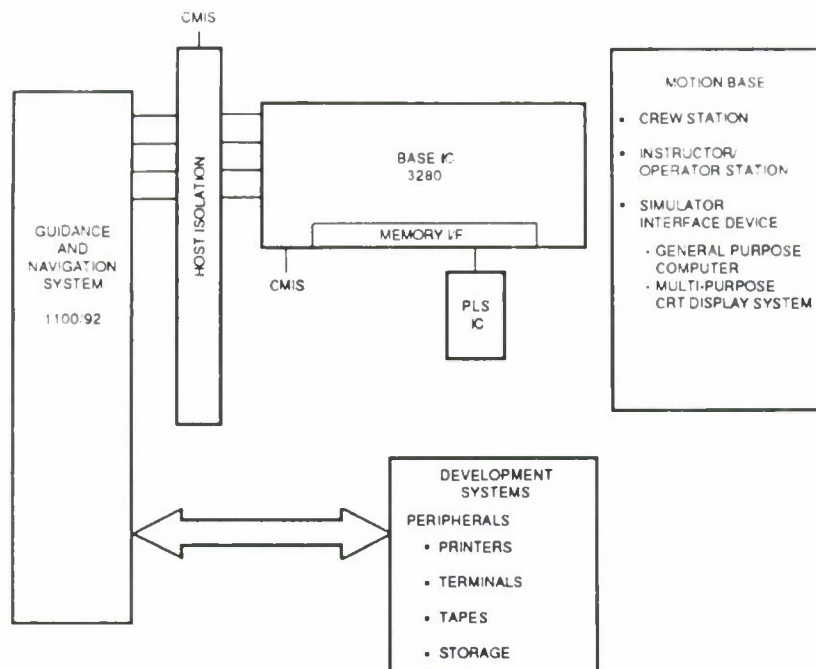 CMIS
GUIDANCE
AND
NAVIGATION
SYSTEM
1100/92
HOST ISOLATION
BASE IC
3280
MEMORY I/F
CMIS
PLS
IC
MOTION BASE
• CREW STATION
• INSTRUCTOR/
OPERATOR STATION
• SIMULATOR
INTERFACE DEVICE
- GENERAL PURPOSE
COMPUTER
- MULTI-PURPOSE
CRT DISPLAY SYSTEM
DEVELOPMENT
SYSTEMS
PERIPHERALS
• PRINTERS
• TERMINALS
• TAPES
• STORAGE